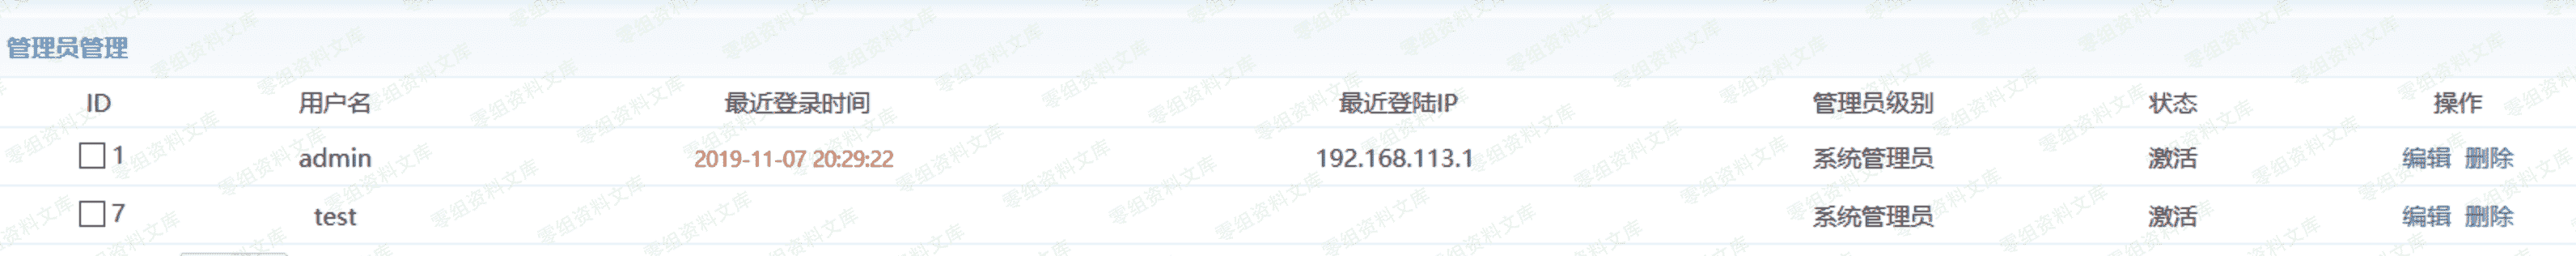 管理员管理
ID 用户名 最近登录时间 最近登陆IP 管理员级别 状态 操作
1 admin 2019-11-07 20:29:22 192.168.113.1 系统管理员 激活 编辑 删除
7 test 系统管理员 激活 编辑 删除
零组资料文库